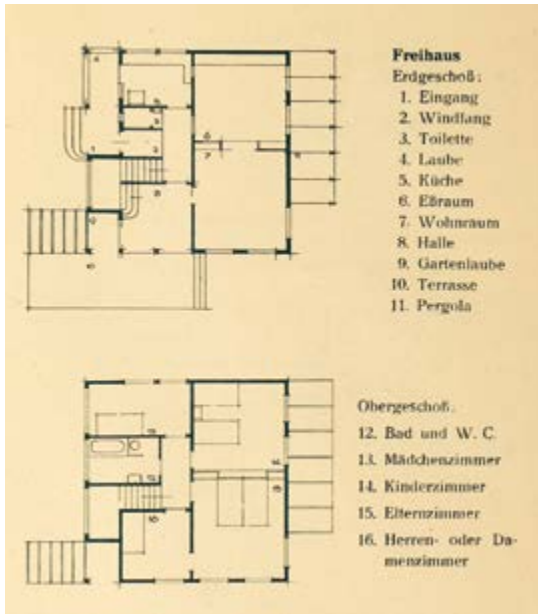 Freihaus
Erdgeschoß:
1. Eingang
2. Windfang
3. Toilette
4. Laube
5. Küche
6. Eßraum
7. Wohnraum
8. Halle
9. Gartenlaube
10. Terrasse
11. Pergola
Obergeschoß.
12. Bad und W. C.
13. Mädchenzimmer
14. Kinderzimmer
15. Elternzimmer
16. Herren- oder Da-
menzimmer